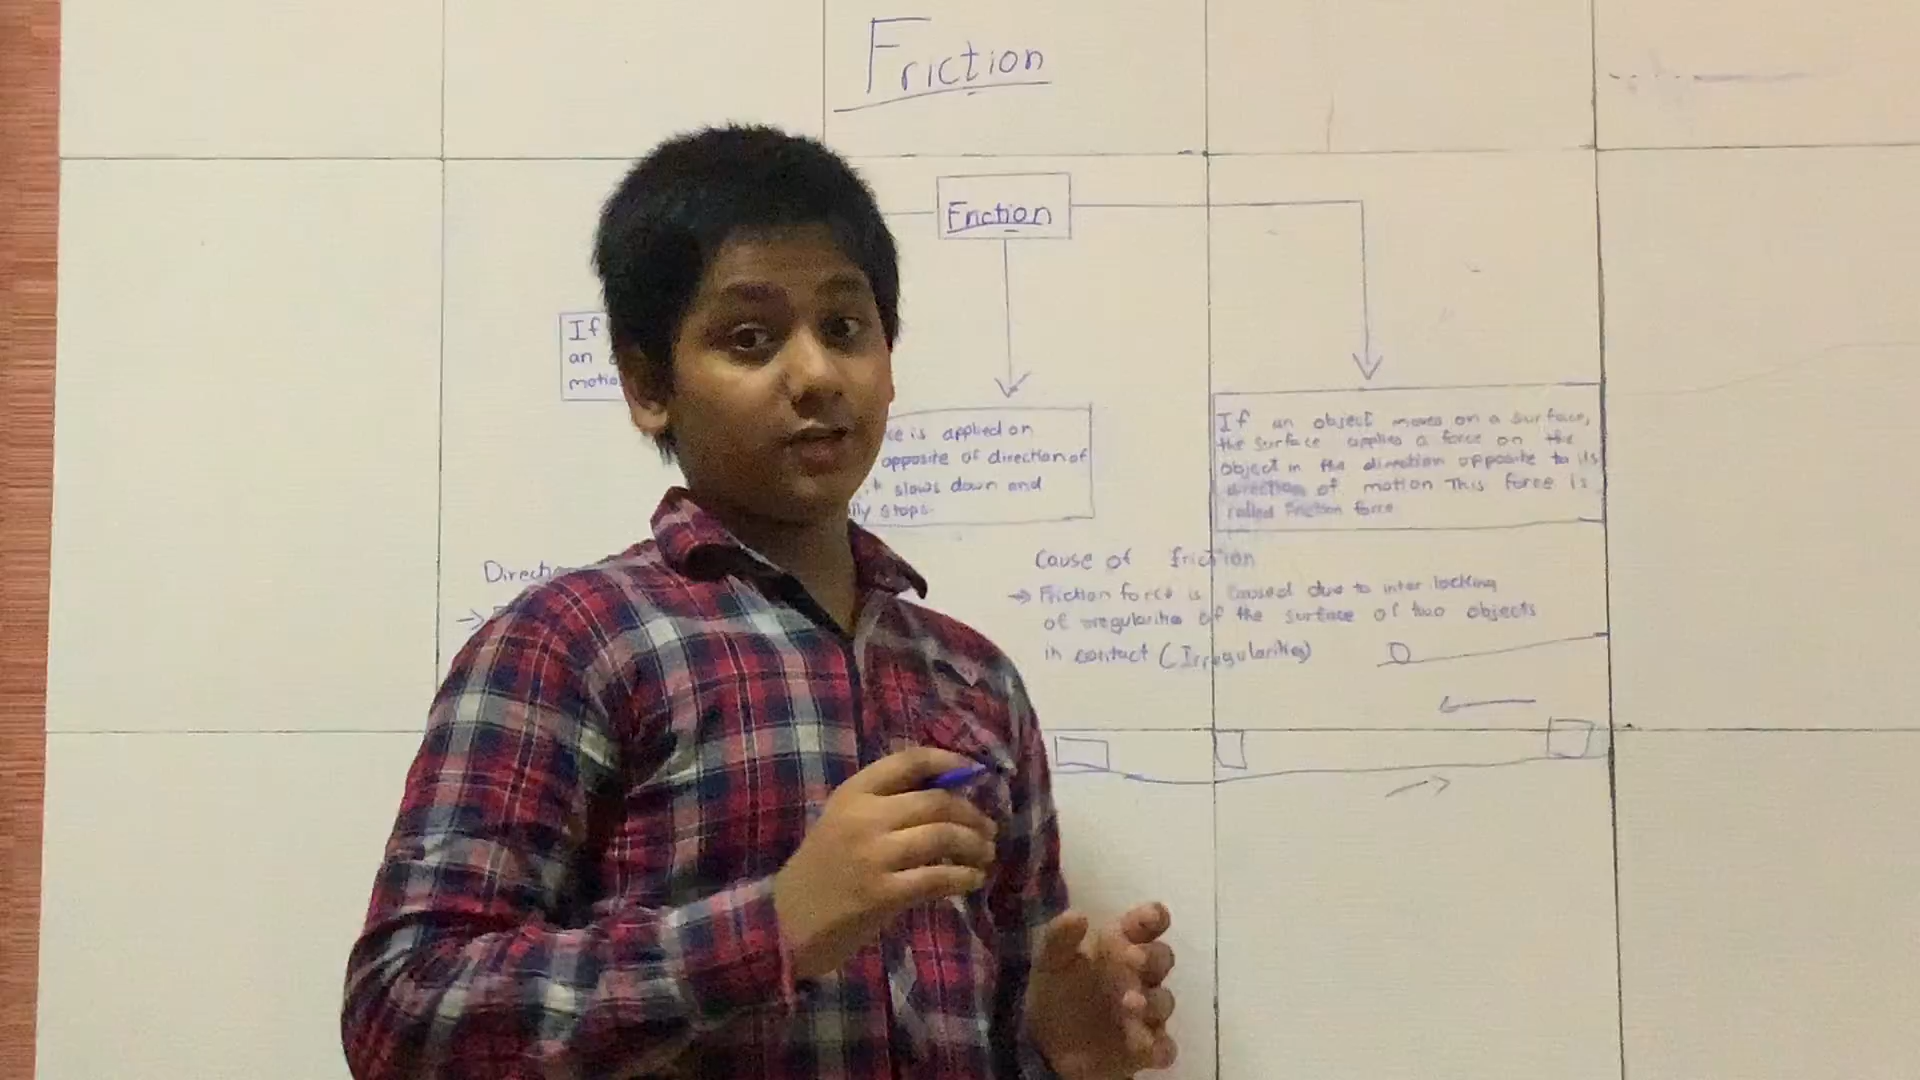 Friction
Friction
If
an
motio
ce is applied on
opposite of direction of
it slows down and
lly stops.
If an object moves on a surface,
the surface applies a force on the
object in the direction opposite to its
direction of motion This force is
called Friction force
Directi
Cause of friction
→ Friction force is caused due to inter locking
of irregularities of the surface of two objects
in contact (Irregularities)